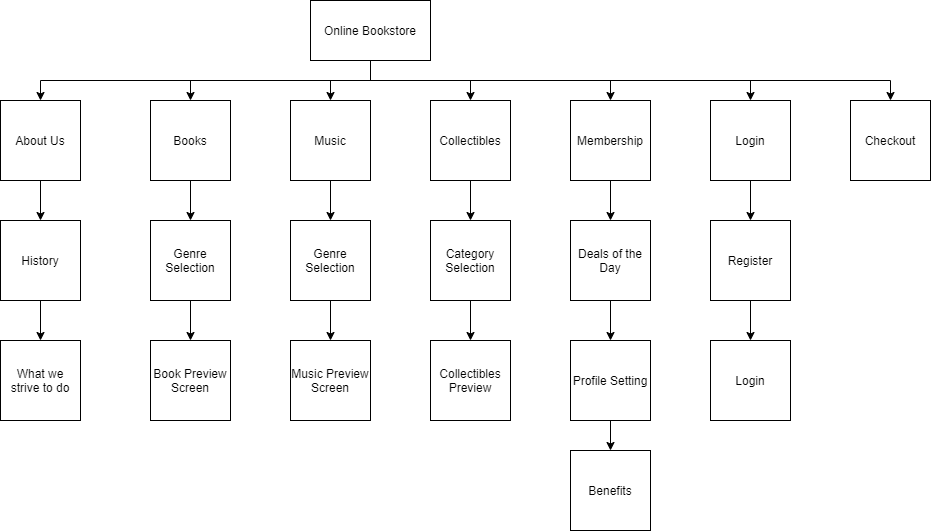 Online Bookstore
About Us
Books
Music
Collectibles
Membership
Login
Checkout
History
Genre
Selection
Genre
Selection
Category
Selection
Deals of the
Day
Register
What we
strive to do
Book Preview
Screen
Music Preview
Screen
Collectibles
Preview
Profile Setting
Login
Benefits